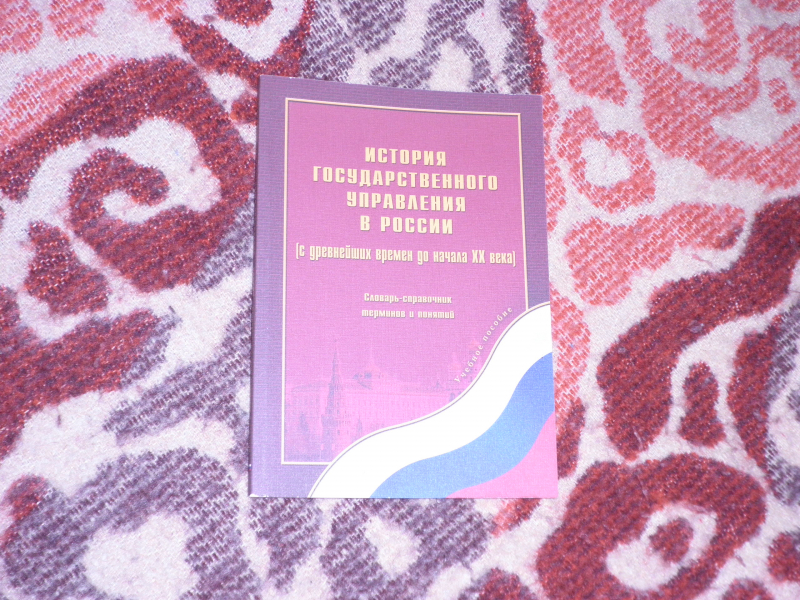 ИСТОРИЯ
ГОСУДАРСТВЕННОГО
УПРАВЛЕНИЯ
В РОССИИ
(с древнейших времен до начала XX века)
Словарь-справочник
терминов и понятий
Учебное пособие